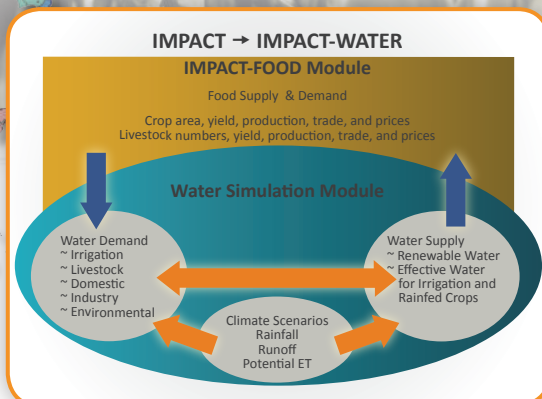 IMPACT → IMPACT-WATER
IMPACT-FOOD Module
Food Supply & Demand
Crop area, yield, production, trade, and prices
Livestock numbers, yield, production, trade, and prices
Water Simulation Module
Water Demand
~ Irrigation
~ Livestock
~ Domestic
~ Industry
~ Environmental
Water Supply
~ Renewable Water
~ Effective Water
for Irrigation and
Rainfed Crops
Climate Scenarios
Rainfall
Runoff
Potential ET